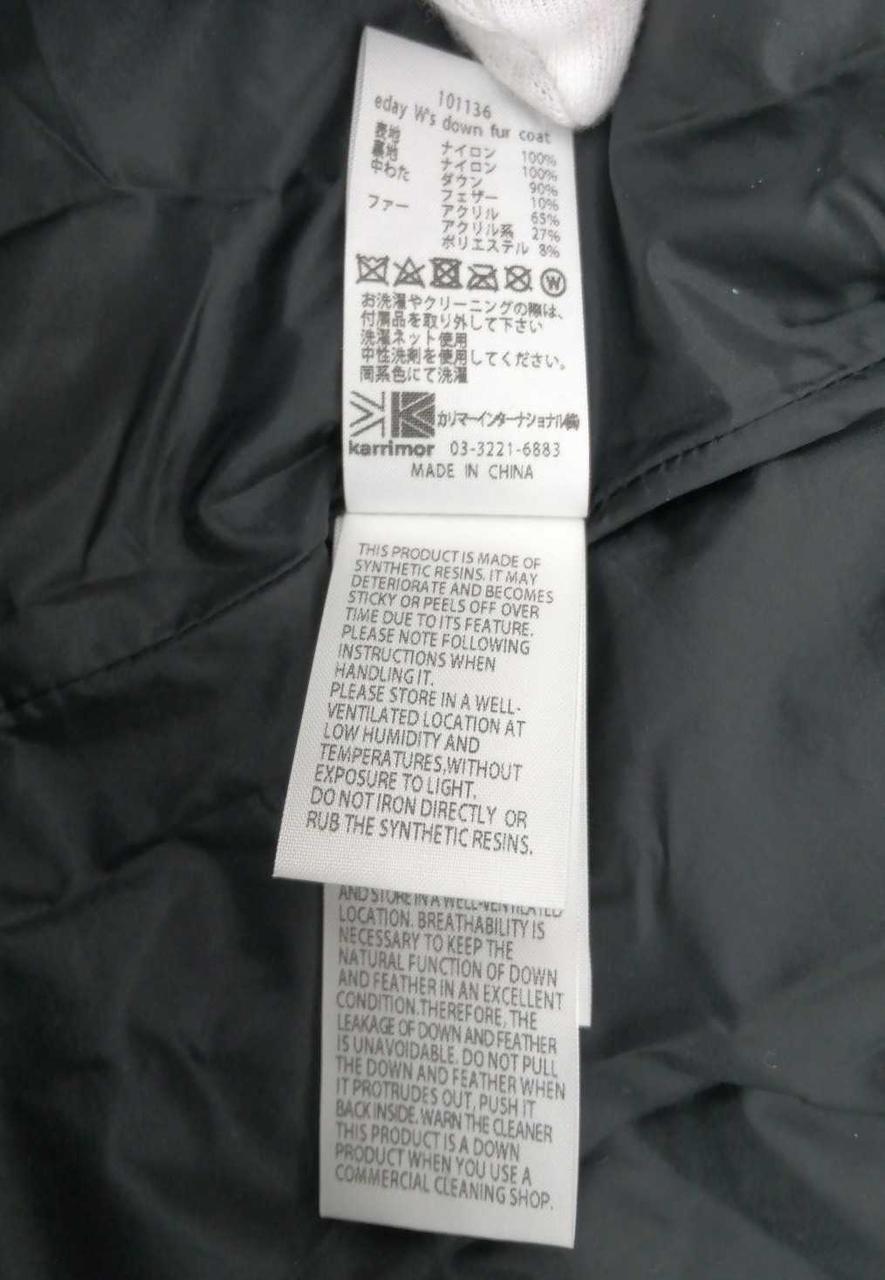 101136
eday W's down fur coat
表地 ナイロン 100%
裏地 ナイロン 100%
中わた ダウン 90%
フェザー 10%
ファー アクリル 65%
アクリル系 27%
ポリエステル 8%
W
お洗濯やクリーニングの際は、
付属品を取り外して下さい
洗濯ネット使用
中性洗剤を使用してください。
同系色にて洗濯
カリマーインターナショナル㈱
karrimor 03-3221-6883
MADE IN CHINA
THIS PRODUCT IS MADE OF
SYNTHETIC RESINS. IT MAY
DETERIORATE AND BECOMES
STICKY OR PEELS OFF OVER
TIME DUE TO ITS FEATURE.
PLEASE NOTE FOLLOWING
INSTRUCTIONS WHEN
HANDLING IT.
PLEASE STORE IN A WELL-
VENTILATED LOCATION AT
LOW HUMIDITY AND
TEMPERATURES,WITHOUT
EXPOSURE TO LIGHT.
DO NOT IRON DIRECTLY OR
RUB THE SYNTHETIC RESINS.
AND STORE IN A WELL-VENTILATED
LOCATION. BREATHABILITY IS
NECESSARY TO KEEP THE
NATURAL FUNCTION OF DOWN
AND FEATHER IN AN EXCELLENT
CONDITION.THEREFORE, THE
LEAKAGE OF DOWN AND FEATHER
IS UNAVOIDABLE. DO NOT PULL
THE DOWN AND FEATHER WHEN
IT PROTRUDES OUT, PUSH IT
BACK INSIDE. WARN THE CLEANER
THIS PRODUCT IS A DOWN
PRODUCT WHEN YOU USE A
COMMERCIAL CLEANING SHOP.